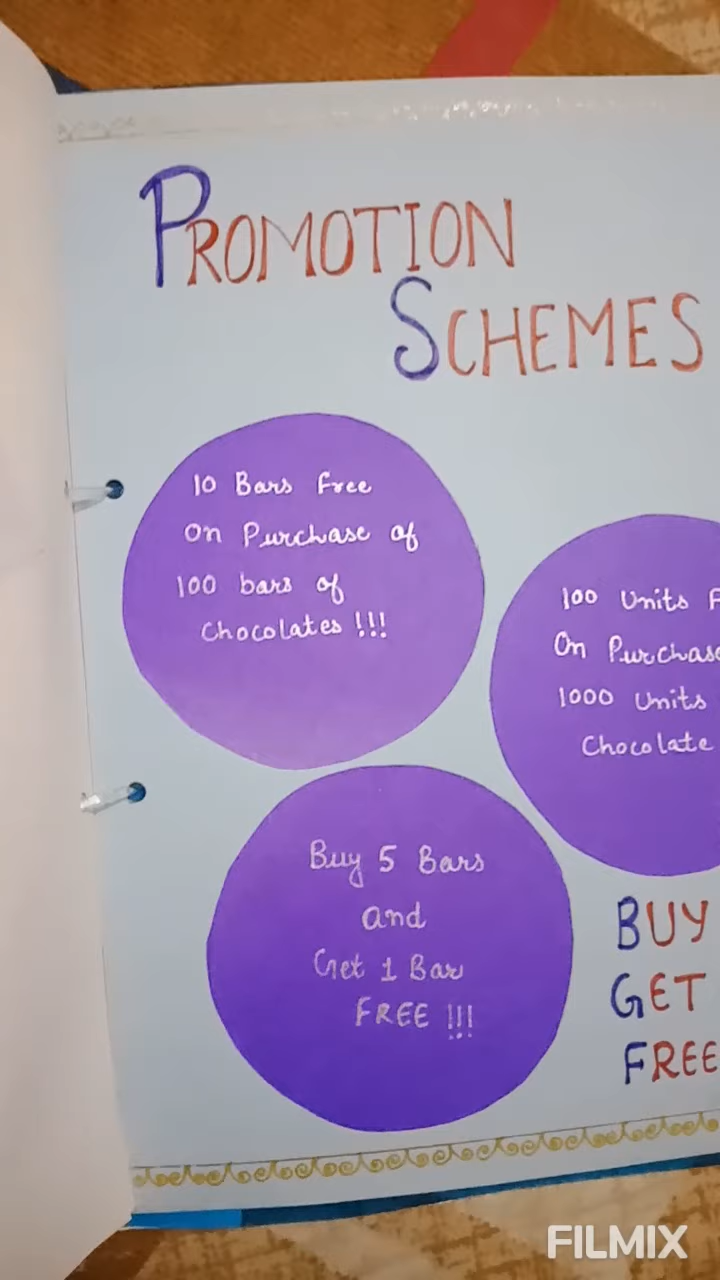 PROMOTION
SCHEMES
10 Bars Free
On Purchase of
100 bars of
Chocolates !!!
100 Units
On Purchase
1000 Units
Chocolate
Buy 5 Bars
and
Get 1 Bar
FREE !!!
BUY
GET
FREE
FILMIX